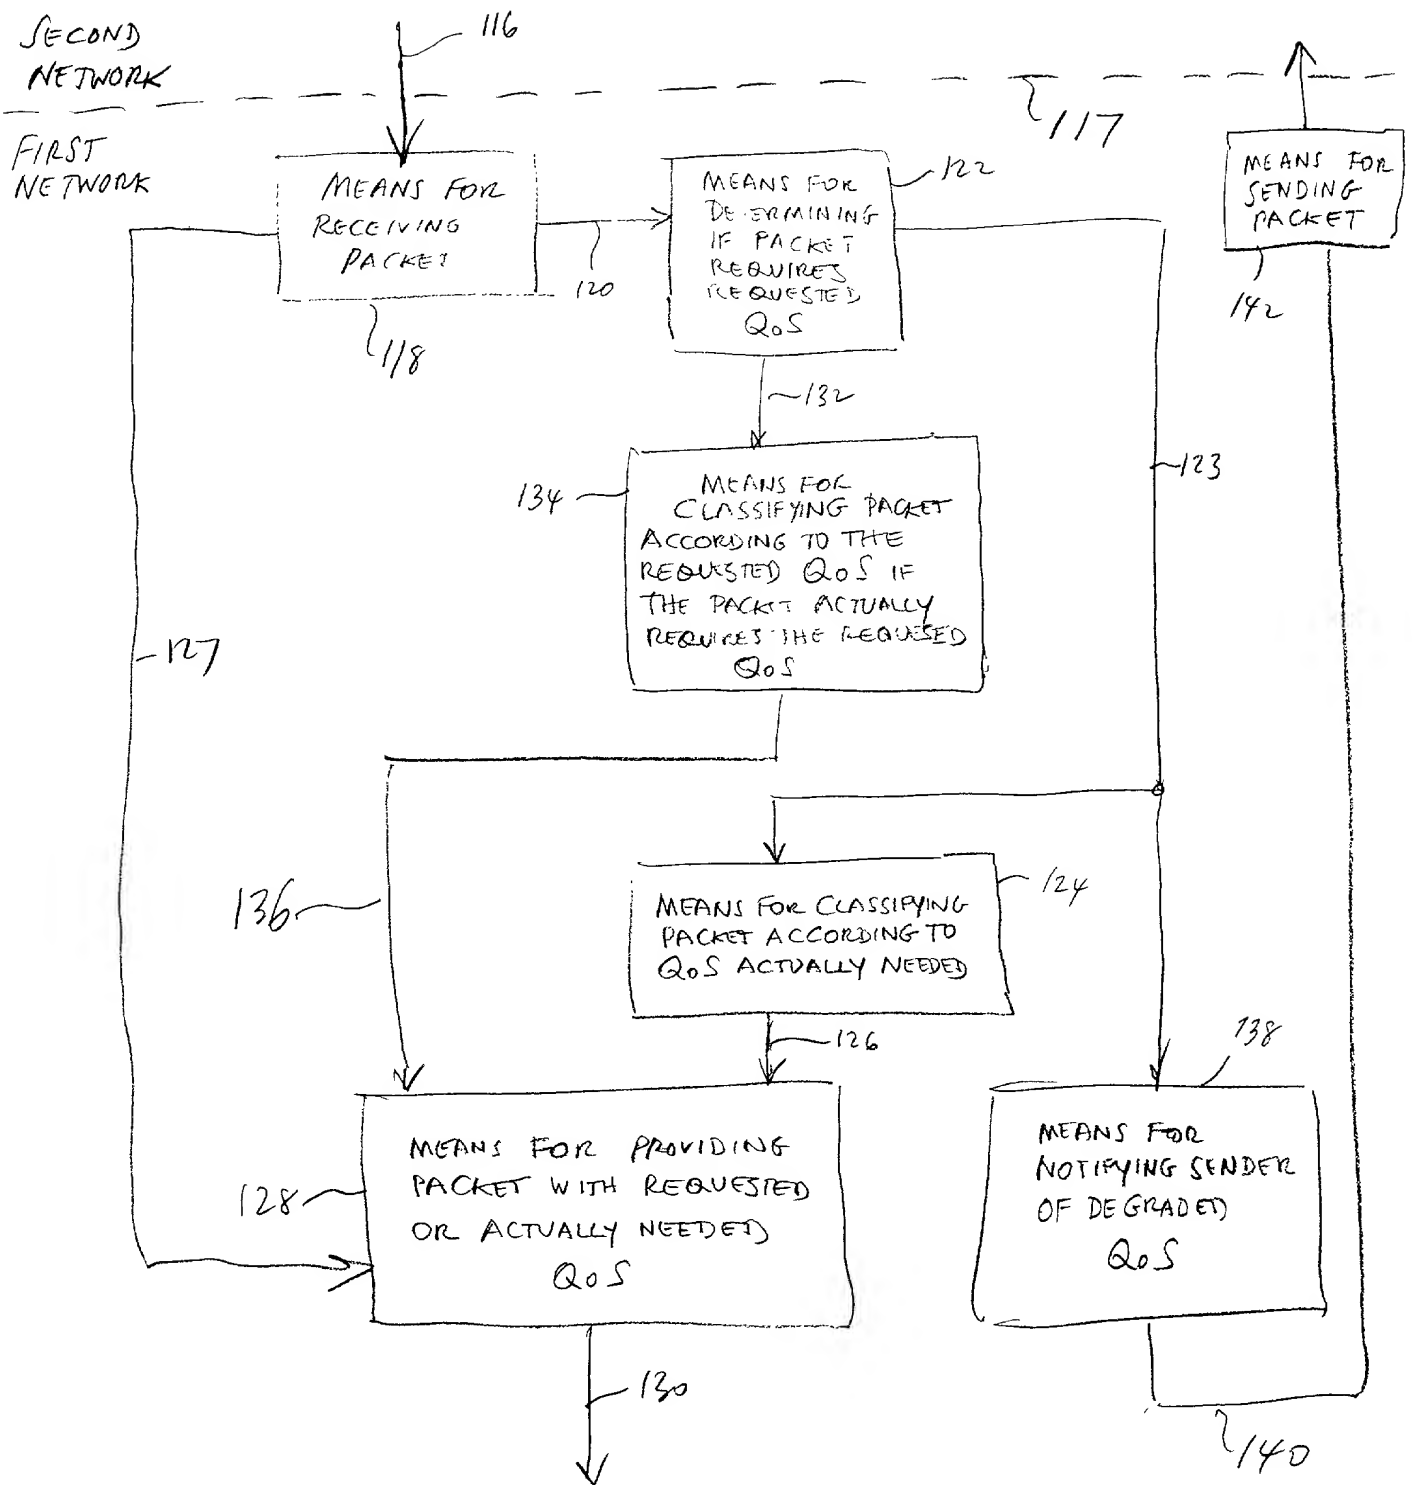 SECOND
NETWORK
116
117
FIRST
NETWORK
MEANS FOR
RECEIVING
PACKET
118
120
MEANS FOR
DETERMINING
IF PACKET
REQUIRES
REQUESTED
QoS
122
MEANS FOR
SENDING
PACKET
142
132
123
134
MEANS FOR
CLASSIFYING PACKET
ACCORDING TO THE
REQUESTED QoS IF
THE PACKET ACTUALLY
REQUIRES THE REQUESED
QoS
127
136
MEANS FOR CLASSIFYING
PACKET ACCORDING TO
QoS ACTUALLY NEEDED
124
126
138
MEANS FOR PROVIDING
PACKET WITH REQUESTED
OR ACTUALLY NEEDED
QoS
128
MEANS FOR
NOTIFYING SENDER
OF DEGRADED
QoS
130
140